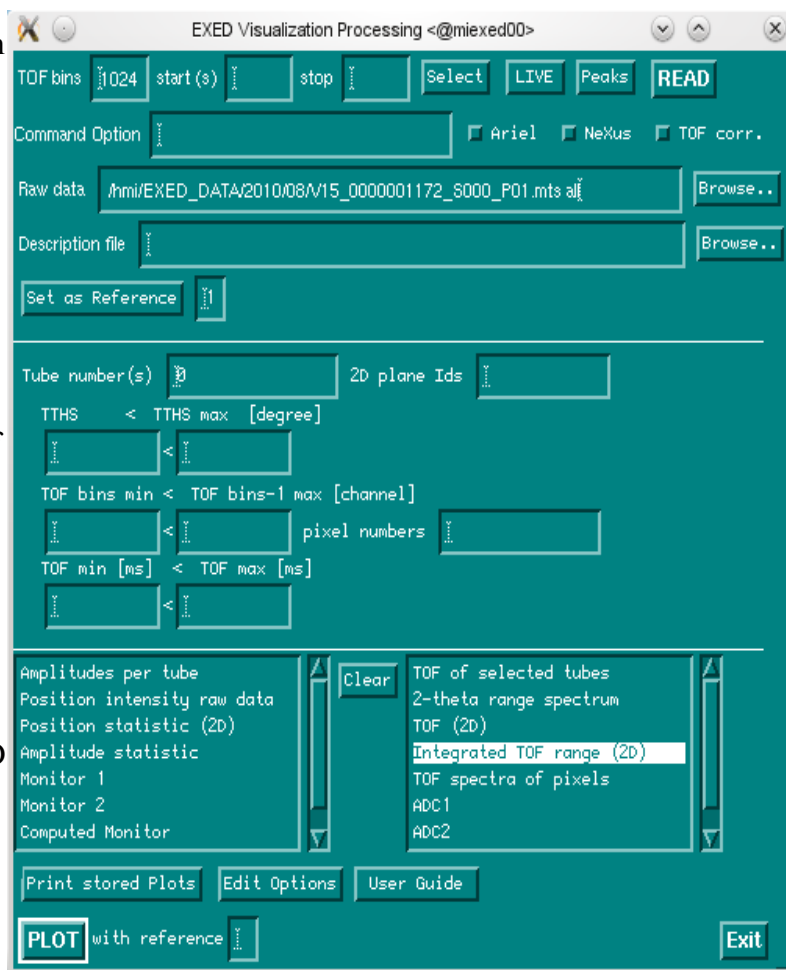 EXED Visualization Processing <@miexed00>
TOF bins 1024 start (s) stop Select LIVE Peaks READ
Command Option Ariel NeXus TOF corr.
Raw data /hmi/EXED_DATA/2010/08/V15_0000001172_S000_P01.mts all Browse..
Description file Browse..
Set as Reference 1
Tube number(s) 0 2D plane Ids
TTHS < TTHS max [degree]
<
TOF bins min < TOF bins-1 max [channel]
< pixel numbers
TOF min [ms] < TOF max [ms]
<
Amplitudes per tube
Position intensity raw data
Position statistic (2D)
Amplitude statistic
Monitor 1
Monitor 2
Computed Monitor
Clear
TOF of selected tubes
2-theta range spectrum
TOF (2D)
Integrated TOF range (2D)
TOF spectra of pixels
ADC1
ADC2
Print stored Plots Edit Options User Guide
PLOT with reference Exit